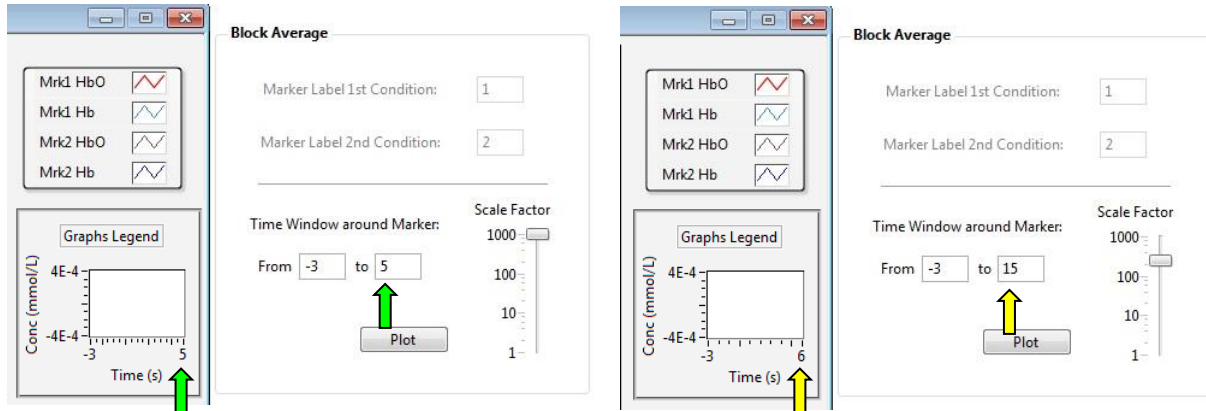 Block Average
Mrk1 HbO
Mrk1 Hb
Mrk2 HbO
Mrk2 Hb
Marker Label 1st Condition: 1
Marker Label 2nd Condition: 2
Graphs Legend
Conc (mmol/L)
4E-4
-4E-4
-3 5
Time (s)
Time Window around Marker:
From -3 to 5
Plot
Scale Factor
1000
100
10
1
Block Average
Mrk1 HbO
Mrk1 Hb
Mrk2 HbO
Mrk2 Hb
Marker Label 1st Condition: 1
Marker Label 2nd Condition: 2
Graphs Legend
Conc (mmol/L)
4E-4
-4E-4
-3 6
Time (s)
Time Window around Marker:
From -3 to 15
Plot
Scale Factor
1000
100
10
1